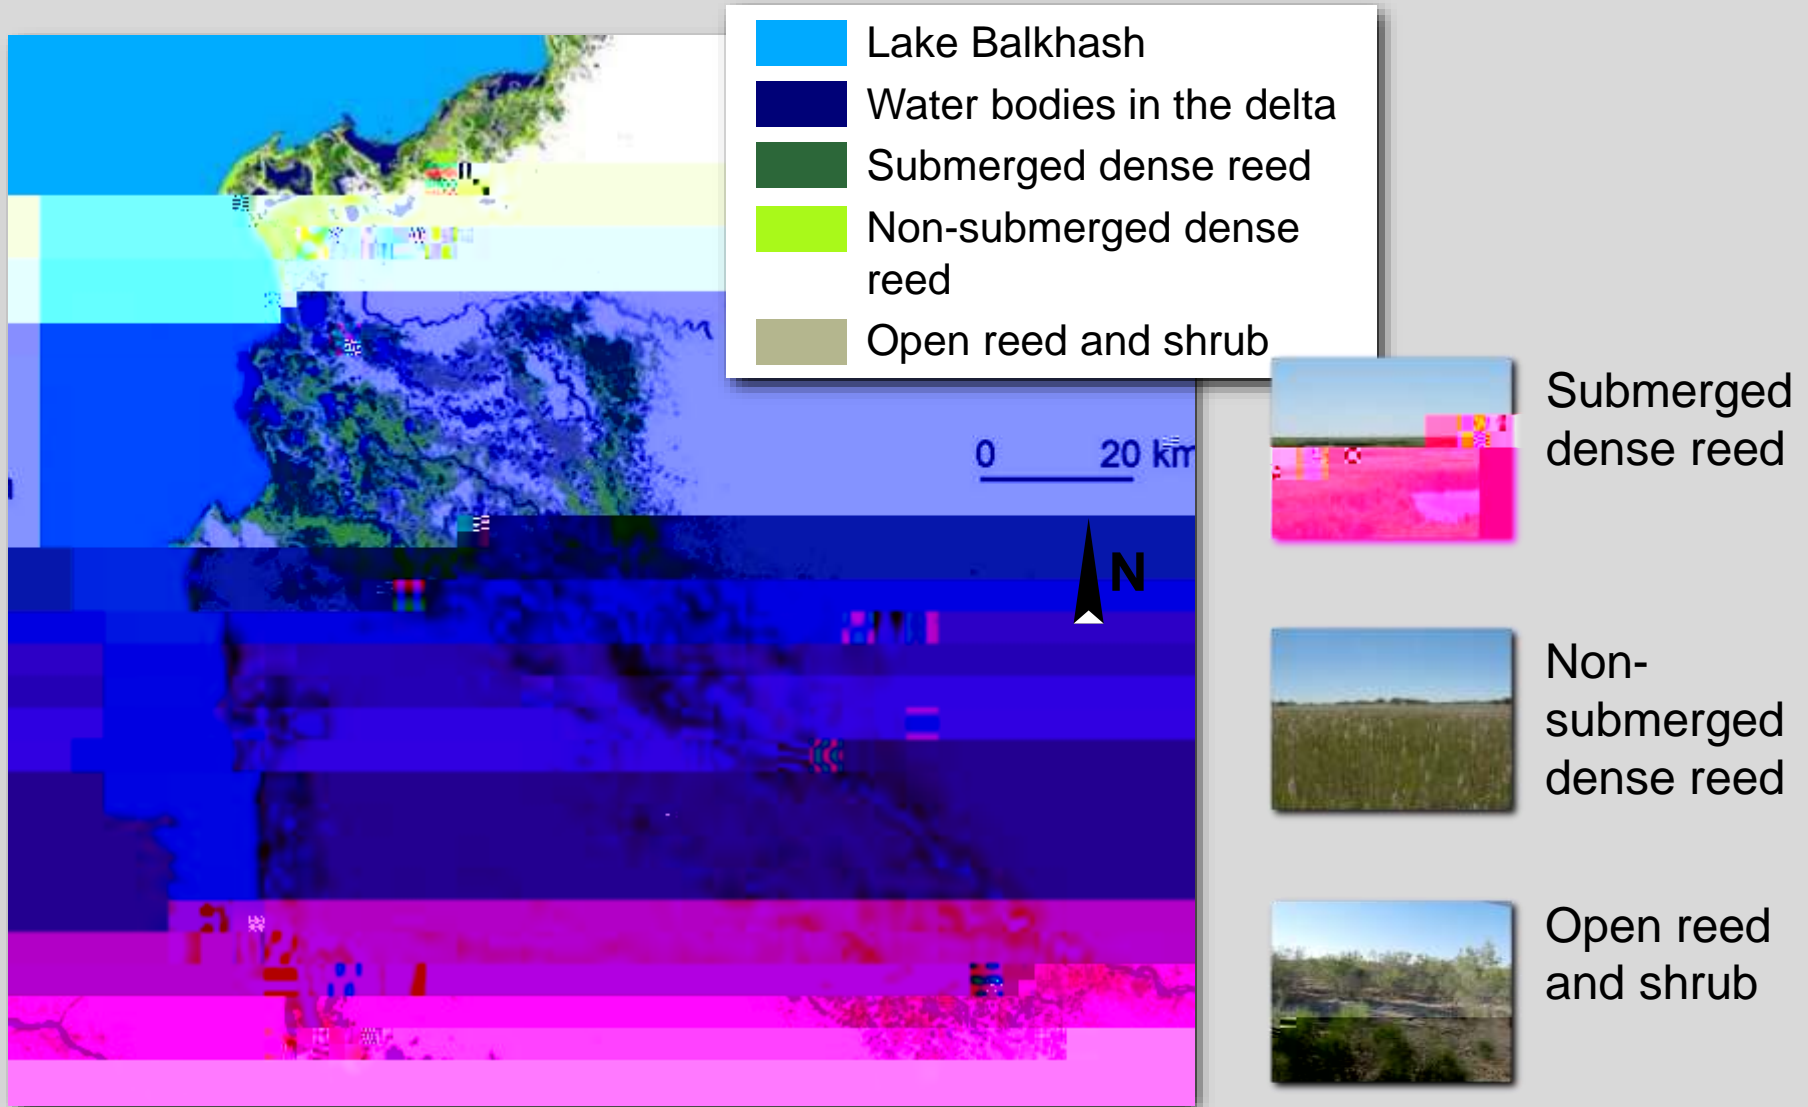 Lake Balkhash
Water bodies in the delta
Submerged dense reed
Non-submerged dense
reed
Open reed and shrub
0 20 km
N
Submerged
dense reed
Non-
submerged
dense reed
Open reed
and shrub